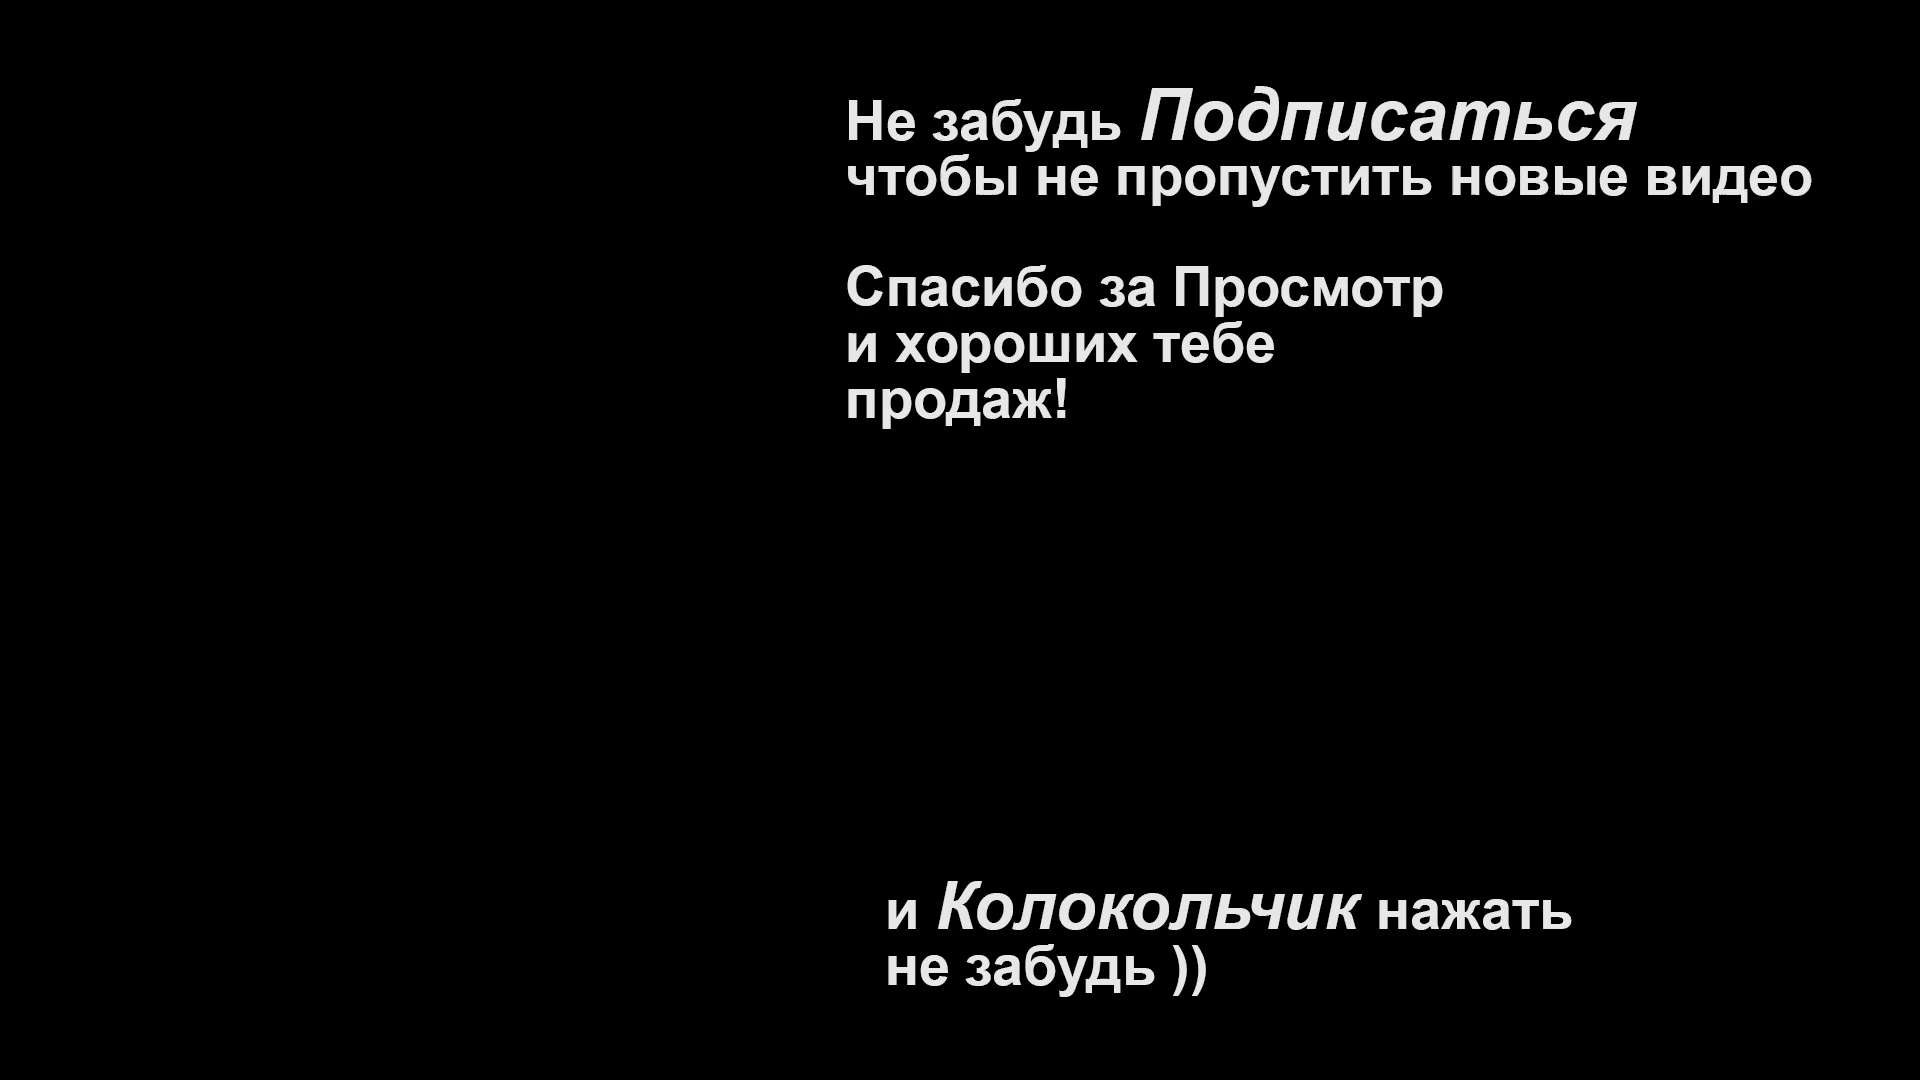 Не забудь Подписаться
чтобы не пропустить новые видео
Спасибо за Просмотр
и хороших тебе
продаж!
и Колокольчик нажать
не забудь ))